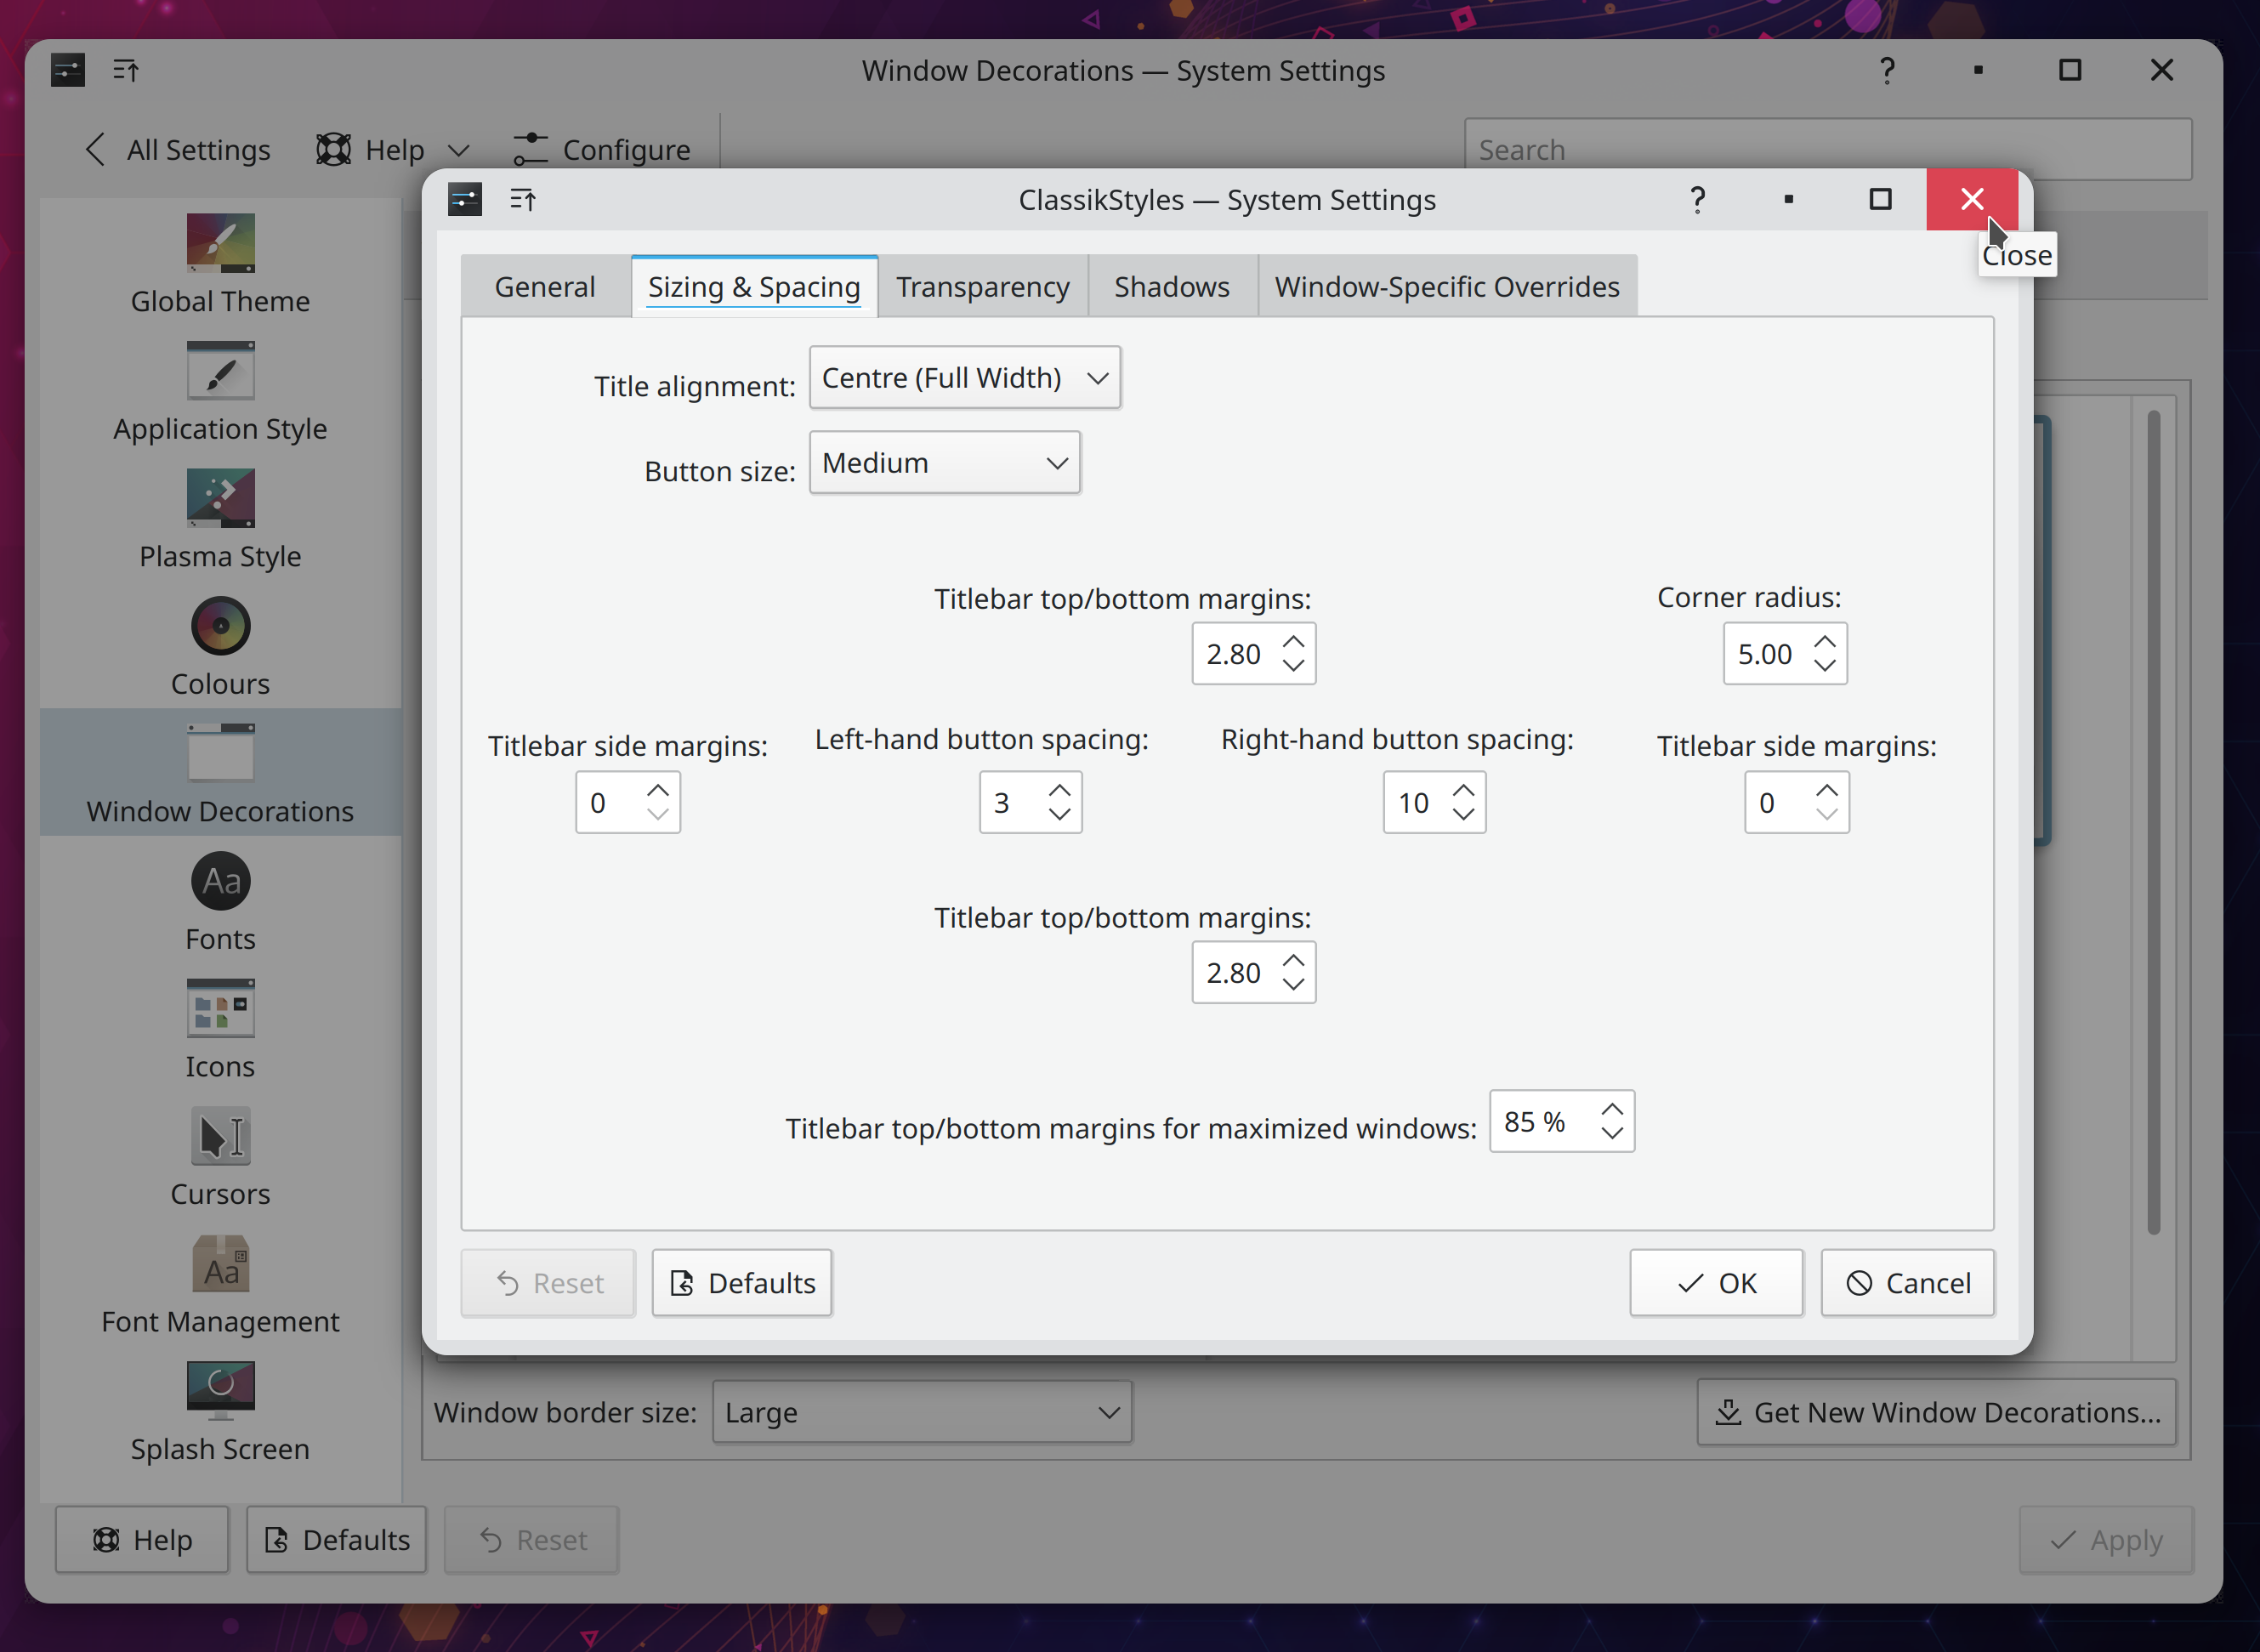 Window Decorations — System Settings
All Settings
Help
Configure
Search
ClassikStyles — System Settings
Close
General
Sizing & Spacing
Transparency
Shadows
Window-Specific Overrides
Global Theme
Application Style
Plasma Style
Colours
Window Decorations
Aa
Fonts
Icons
Cursors
Aa
Font Management
Splash Screen
Title alignment: Centre (Full Width)
Button size: Medium
Titlebar top/bottom margins:
2.80
Corner radius:
5.00
Titlebar side margins:
0
Left-hand button spacing:
3
Right-hand button spacing:
10
Titlebar side margins:
0
Titlebar top/bottom margins:
2.80
Titlebar top/bottom margins for maximized windows: 85 %
Reset
Defaults
OK
Cancel
Window border size: Large
Get New Window Decorations...
Help
Defaults
Reset
Apply